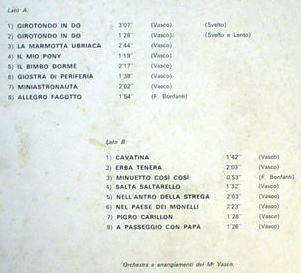 Lato A:
1) GIROTONDO IN DO 3'07" (Vasco) (Svelto)
2) GIROTONDO IN DO 1'28" (Vasco) (Svelto e Lento)
3) LA MARMOTTA UBRIACA 2'44" (Vasco)
4) IL MIO PONY 1'19" (Vasco)
5) IL BIMBO DORME 2'17" (Vasco)
6) GIOSTRA DI PERIFERIA 1'38" (Vasco)
7) MINIASTRONAUTA 2'02" (Vasco)
8) ALLEGRO FAGOTTO 1'54" (F. Bonfanti)
Lato B:
1) CAVATINA 1'42" (Vasco)
2) ERBA TENERA 2'03" (Vasco)
3) MINUETTO COSÌ COSÌ 0.53" (F. Bonfanti)
4) SALTA SALTARELLO 1'32" (Vasco)
5) NELL'ANTRO DELLA STREGA 2'03" (Vasco)
6) NEL PAESE DEI MONELLI 2'23" (Vasco)
7) PIGRO CARILLON 1'28" (Vasco)
8) A PASSEGGIO CON PAPÀ 1'26" (Vasco)
Orchestra e arrangiamenti del M° Vasco.